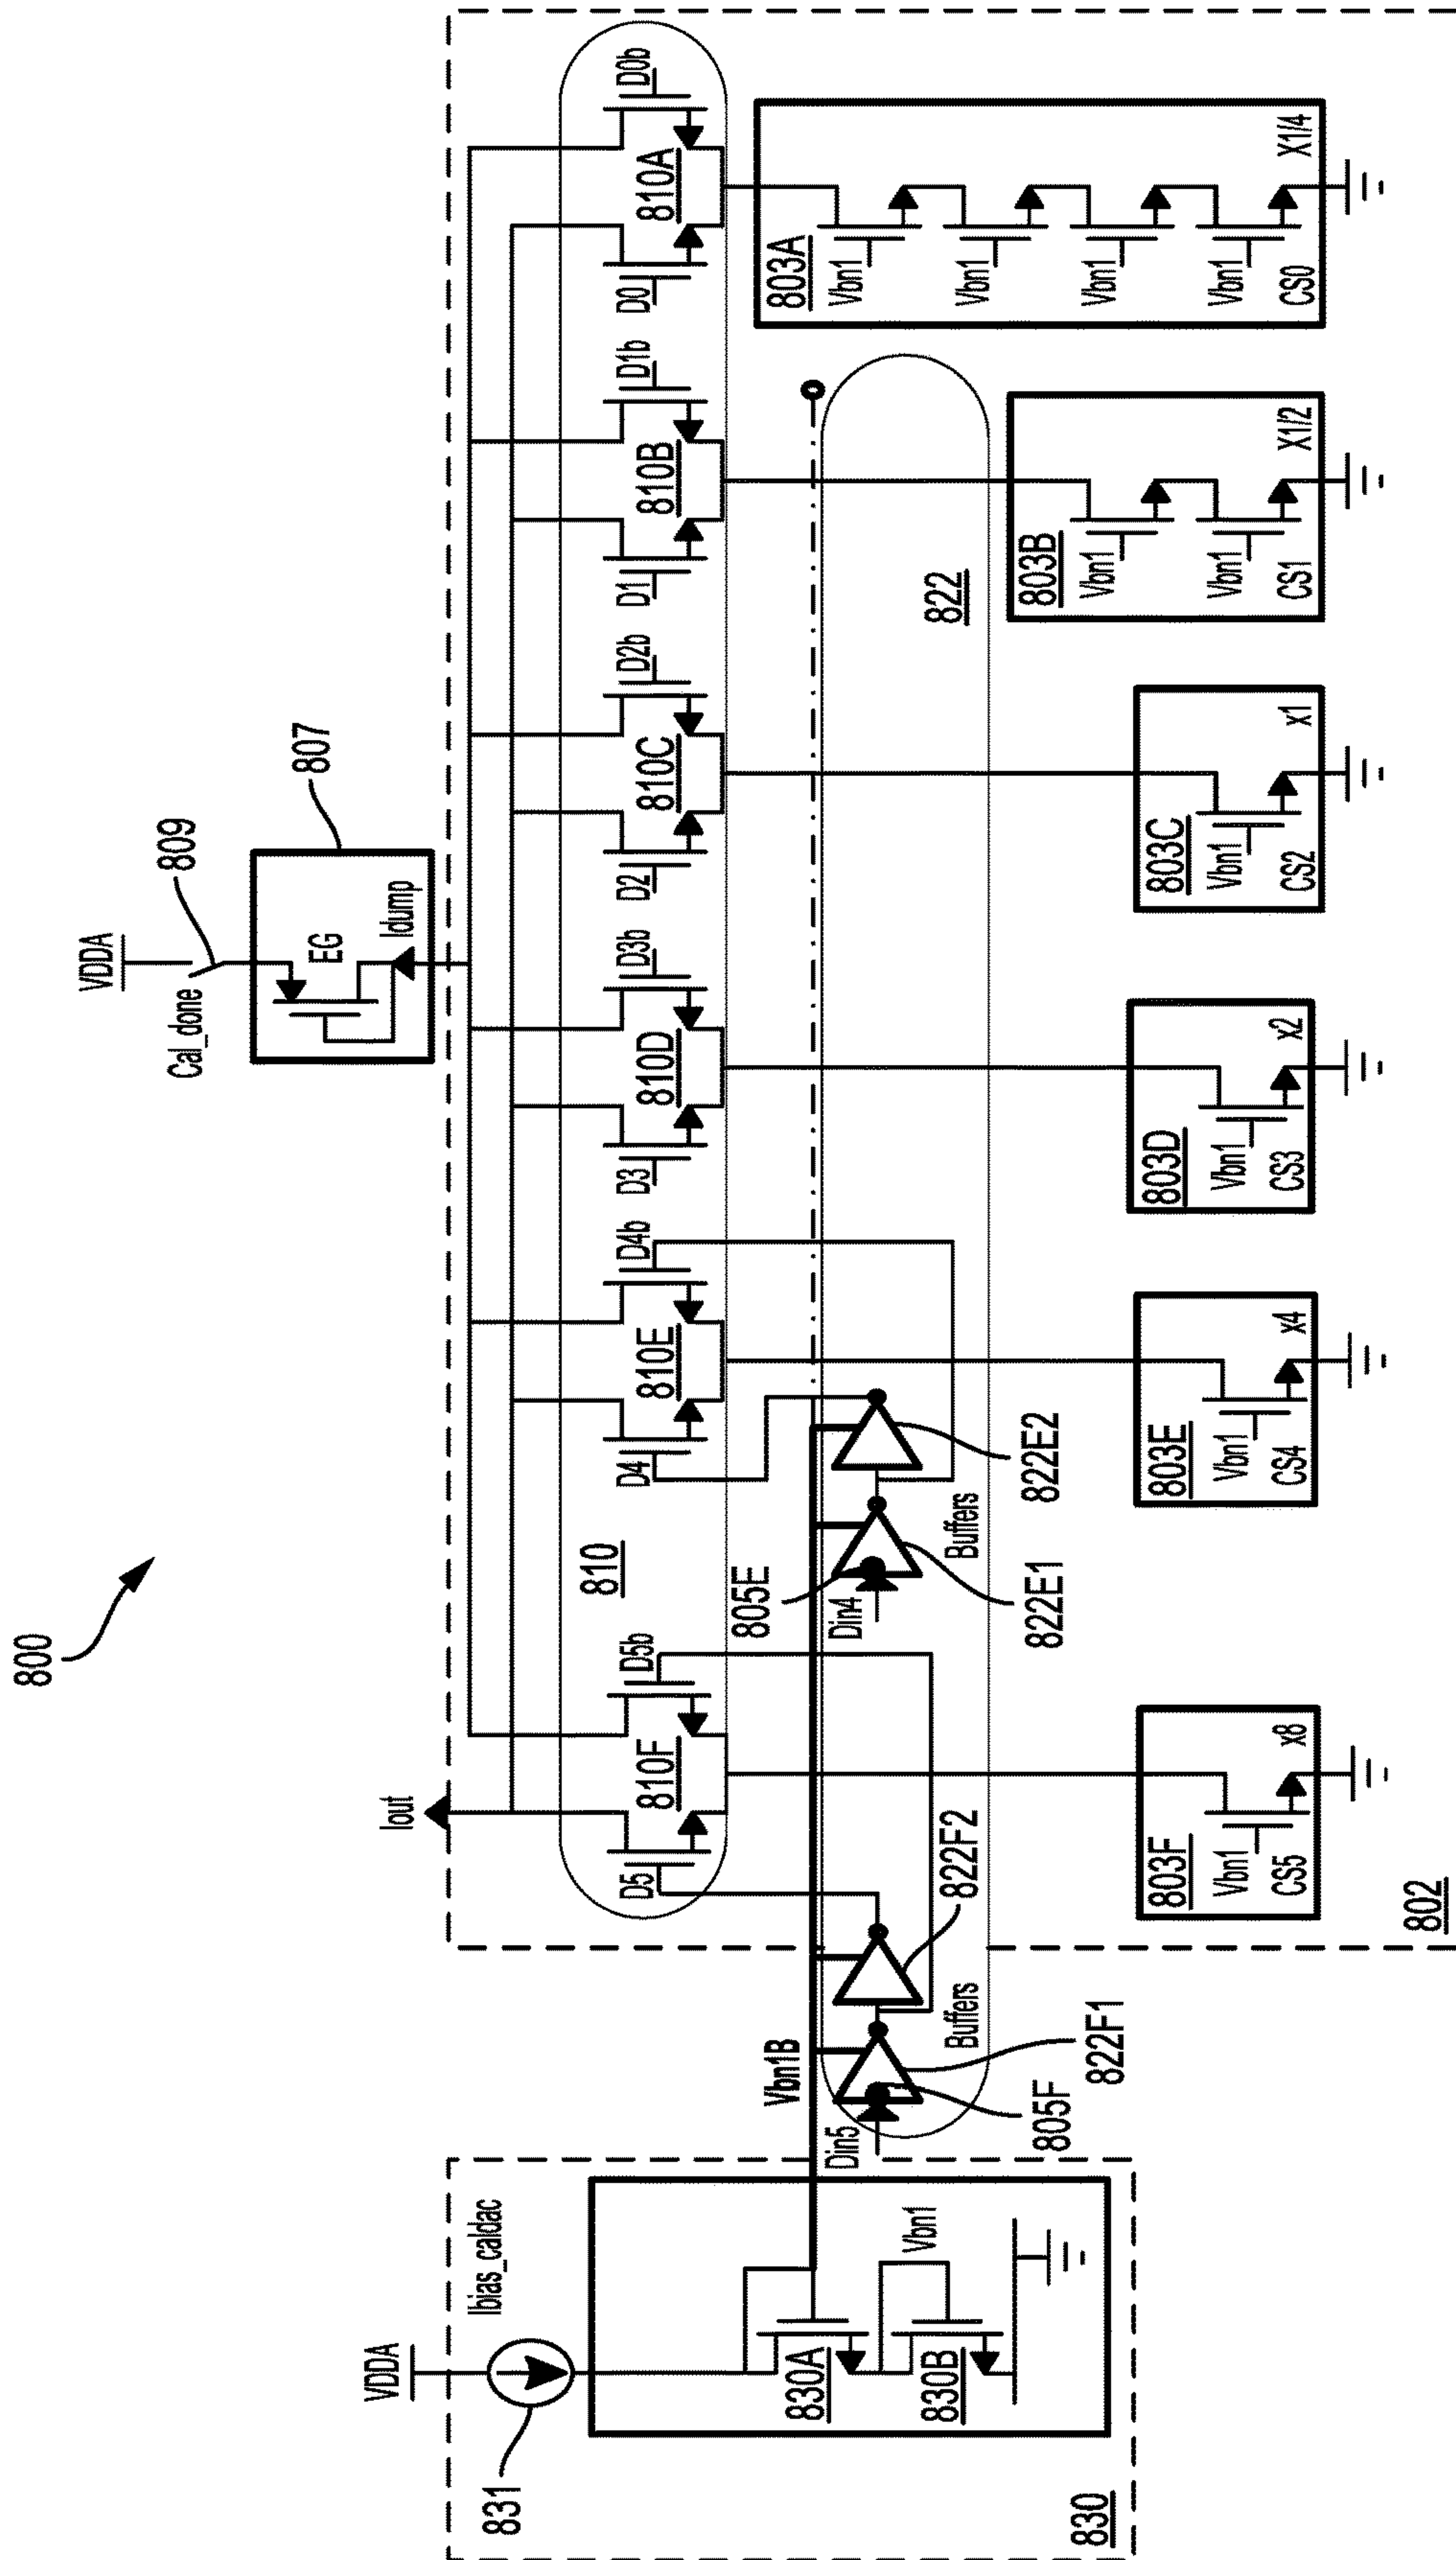 800
VDDA
809
Cal_done
EG
Idump
807
VDDA
831
Ibias_caldac
830A
830B
Vbn1
830
Vbn1B
Iout
810
D5
810F
D5b
D4
810E
D4b
D3
810D
D3b
D2
810C
D2b
D1
810B
D1b
D0
810A
D0b
Din5
805F
822F1
Buffers
822F2
805E
Din4
822E1
Buffers
822E2
822
803F
Vbn1
CS5
x8
803E
Vbn1
CS4
x4
803D
Vbn1
CS3
x2
803C
Vbn1
CS2
x1
803B
Vbn1
Vbn1
CS1
X1/2
803A
Vbn1
Vbn1
Vbn1
Vbn1
CS0
X1/4
802